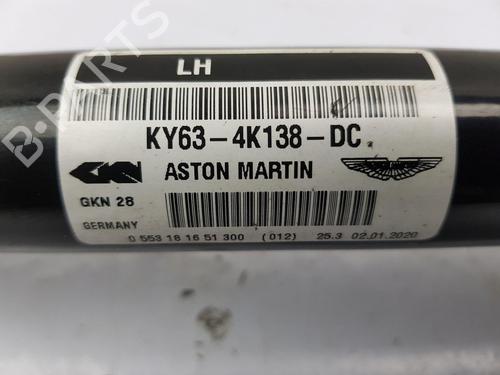 LH
KY63-4K138-DC
GKN
ASTON MARTIN
GKN 28
GERMANY
0 553 18 16 51 300 (012) 25.3 02.01.2020
B-PARTS